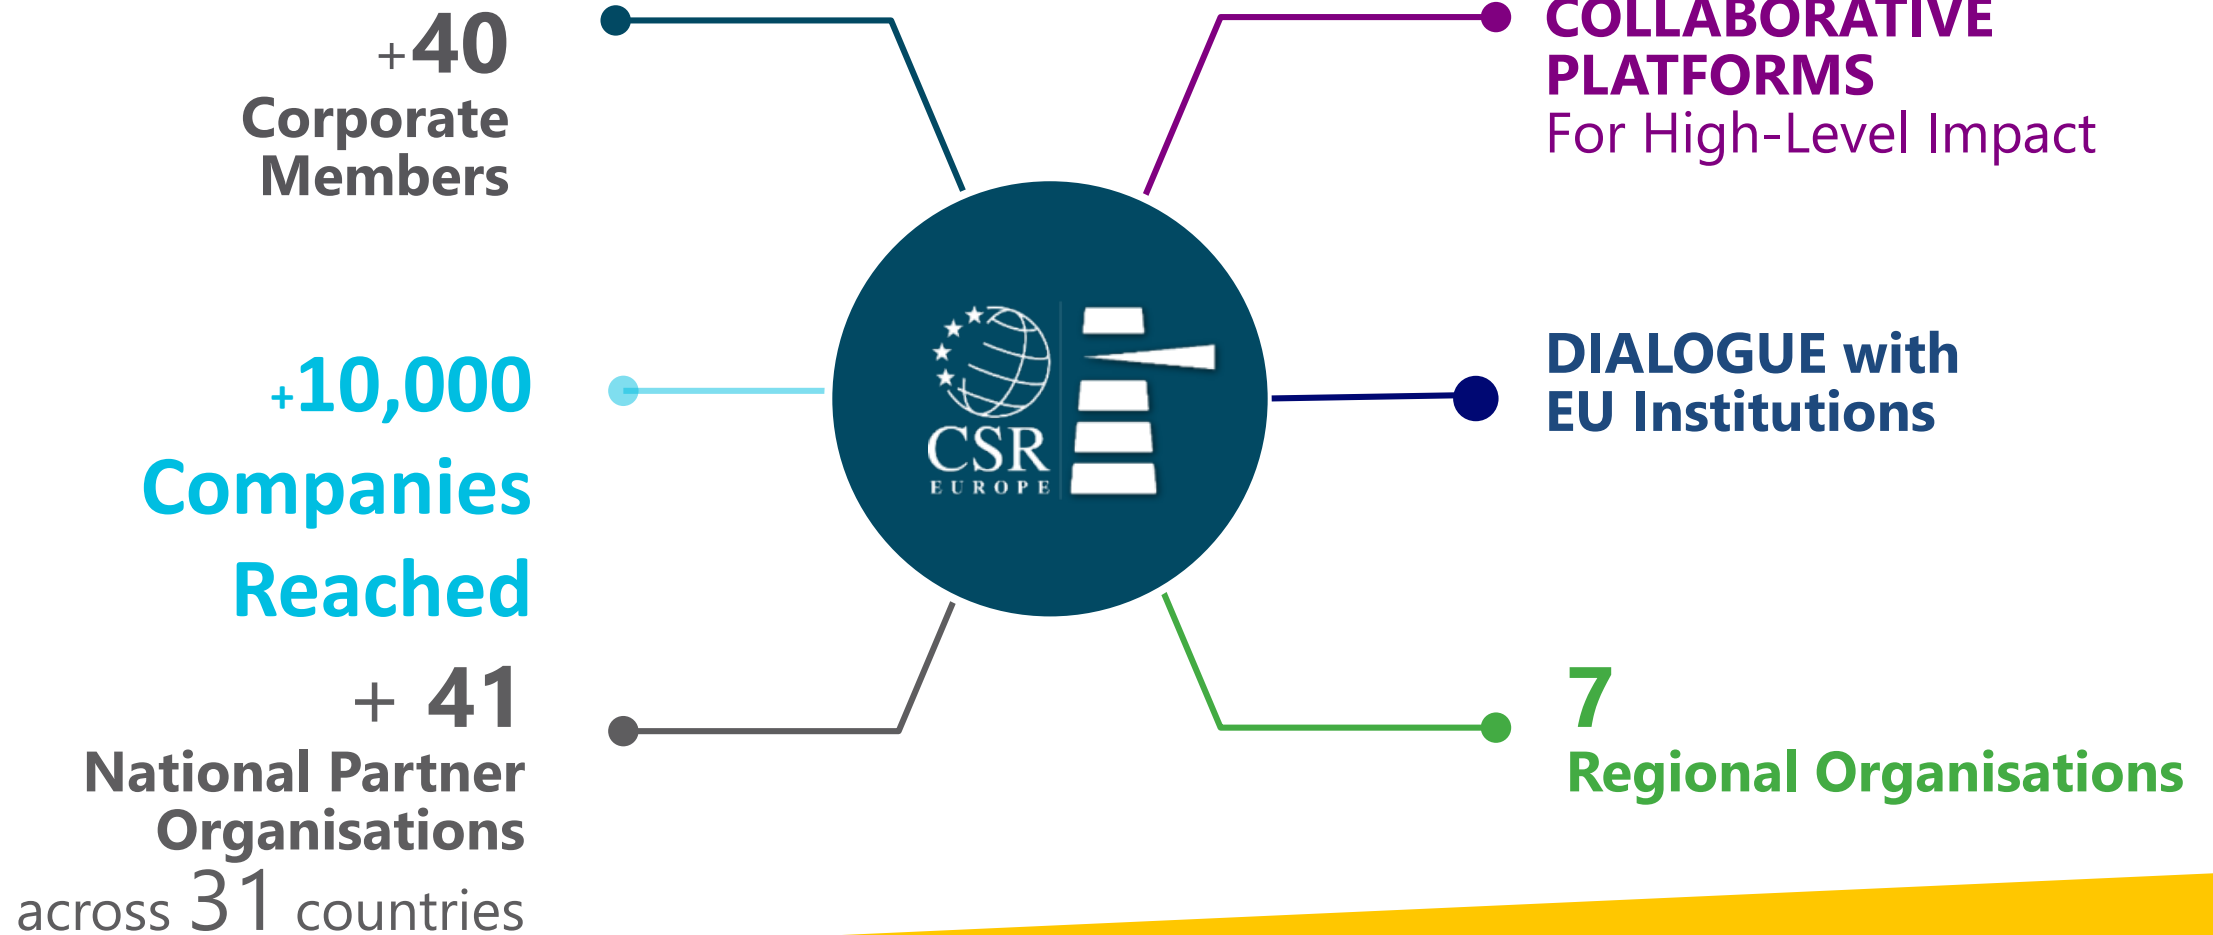 +40
Corporate
Members
+10,000
Companies
Reached
+ 41
National Partner
Organisations
across 31 countries
CSR
EUROPE
COLLABORATIVE
PLATFORMS
For High-Level Impact
DIALOGUE with
EU Institutions
7
Regional Organisations